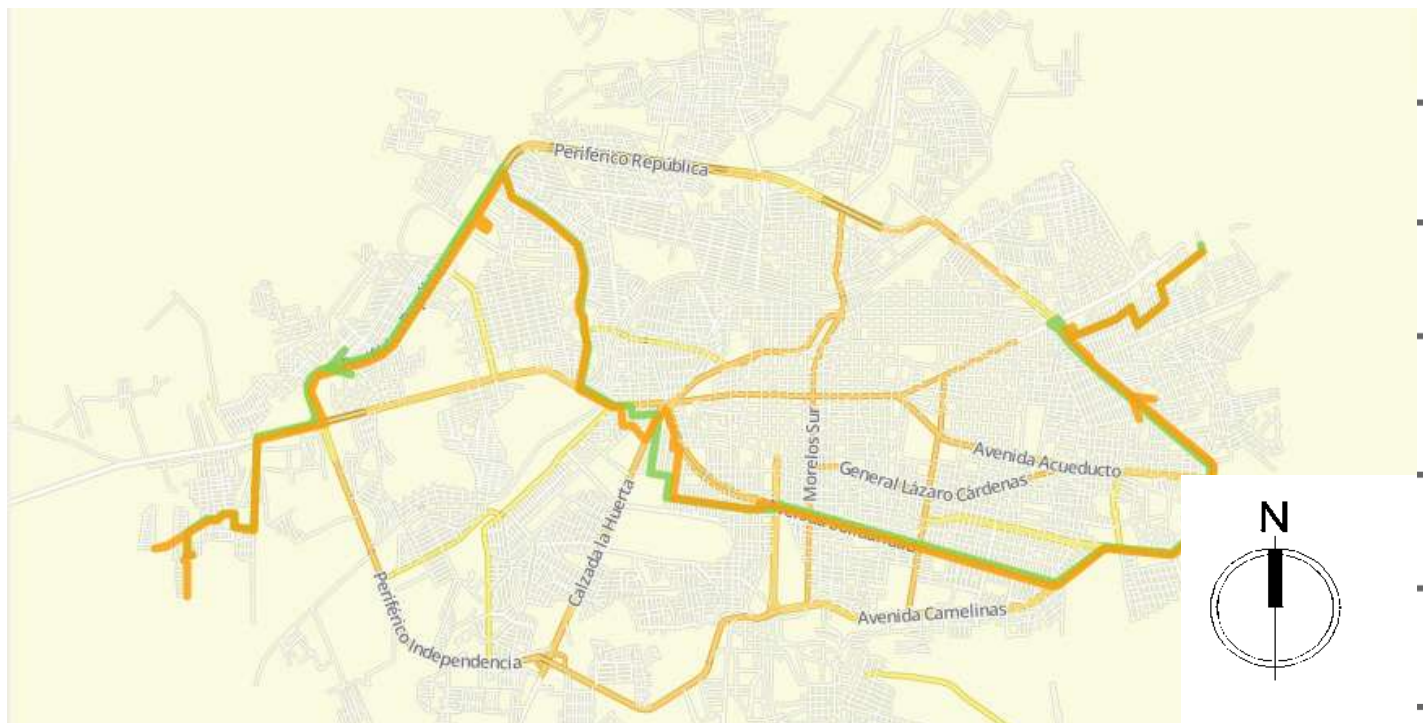 Periférico República
Morelos Sur
Avenida Acueducto
General Lázaro Cárdenas
N
Calzada la Huerta
Periférico Independencia
Avenida Camelinas